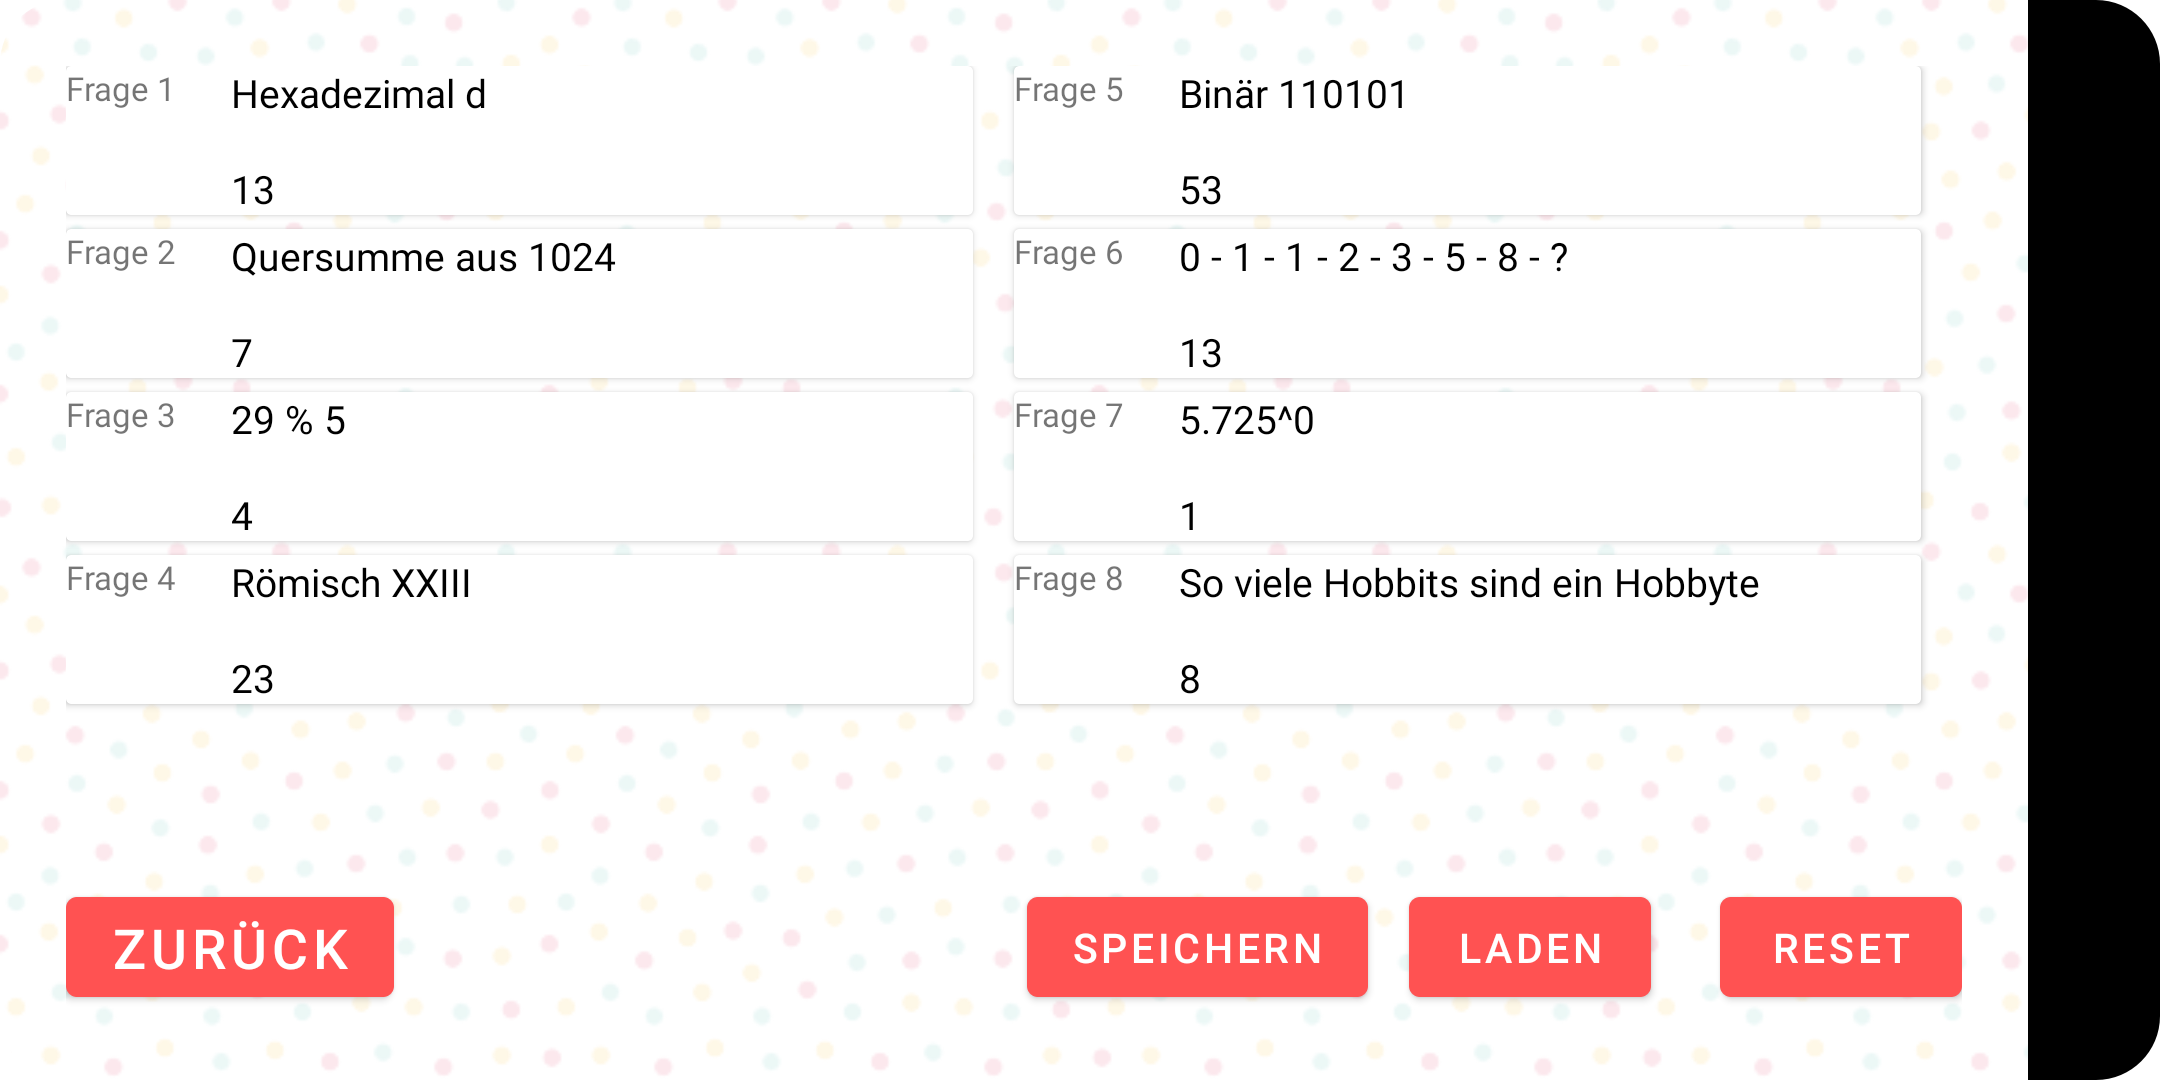 Frage 1
Hexadezimal d
13
Frage 2
Quersumme aus 1024
7
Frage 3
29 % 5
4
Frage 4
Römisch XXIII
23
Frage 5
Binär 110101
53
Frage 6
0 - 1 - 1 - 2 - 3 - 5 - 8 - ?
13
Frage 7
5.725^0
1
Frage 8
So viele Hobbits sind ein Hobbyte
8
ZURÜCK
SPEICHERN
LADEN
RESET